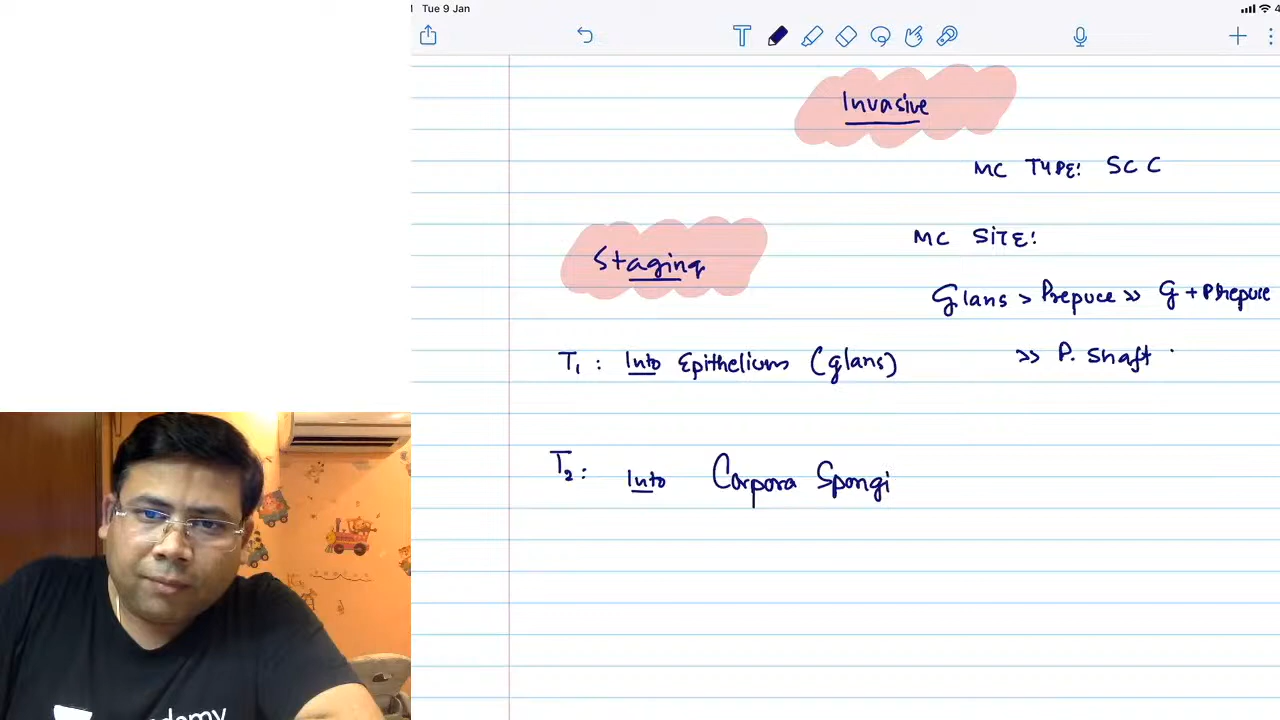 Tue 9 Jan
Invasive
MC TYPE: SCC
MC SITE:
Staging
Glans > Prepuce >> G + Prepuce
>> P. Shaft
T1 : Into Epithelium (glans)
T2 : Into Corpora Spongi